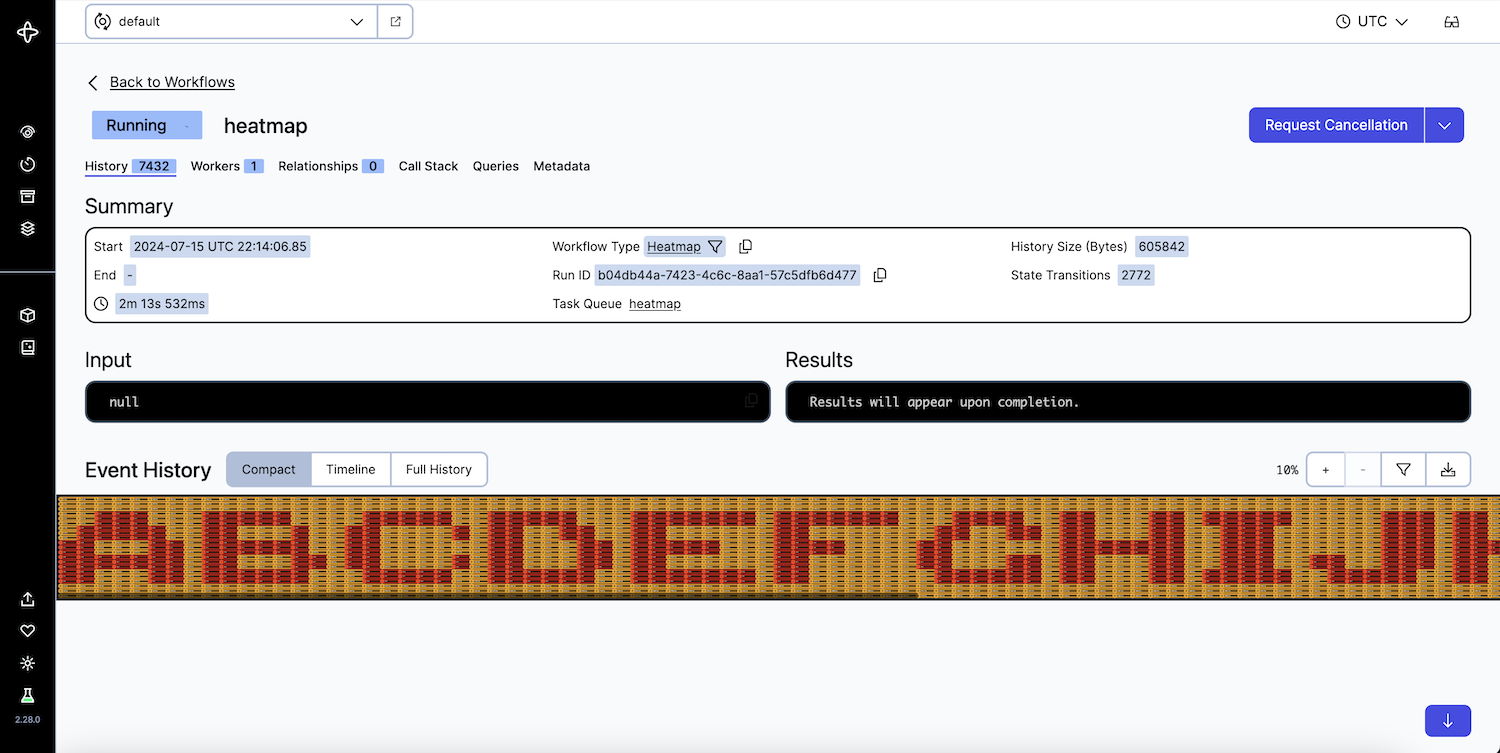 default
UTC
Back to Workflows
Running - heatmap
Request Cancellation
History 7432 Workers 1 Relationships 0 Call Stack Queries Metadata
Summary
Start 2024-07-15 UTC 22:14:06.85
Workflow Type Heatmap
History Size (Bytes) 605842
End -
Run ID b04db44a-7423-4c6c-8aa1-57c5dfb6d477
State Transitions 2772
2m 13s 532ms
Task Queue heatmap
Input
Results
null
Results will appear upon completion.
Event History Compact Timeline Full History
10% + -
A B C D E F G H I J
2.28.0